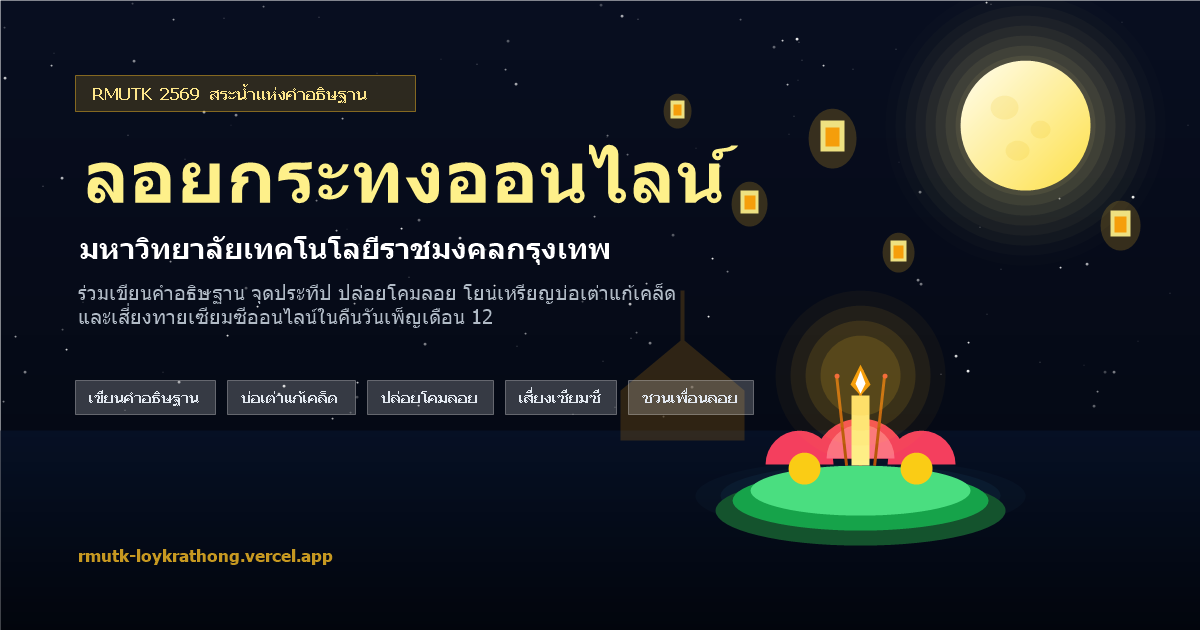 RMUTK 2569 สระน้ำแห่งคำอธิษฐาน
ลอยกระทงออนไลน์
มหาวิทยาลัยเทคโนโลยีราชมงคลกรุงเทพ
ร่วมเขียนคำอธิษฐาน จุดประทีป ปล่อยโคมลอย โยนเหรียญบ่อเต่าแก้เคล็ด
และเสี่ยงทายเซียมซีออนไลน์ในคืนวันเพ็ญเดือน 12
เขียนคำอธิษฐาน
บ่อเต่าแก้เคล็ด
ปล่อยโคมลอย
เสี่ยงเซียมซี
ชวนเพื่อนลอย
rmutk-loykrathong.vercel.app